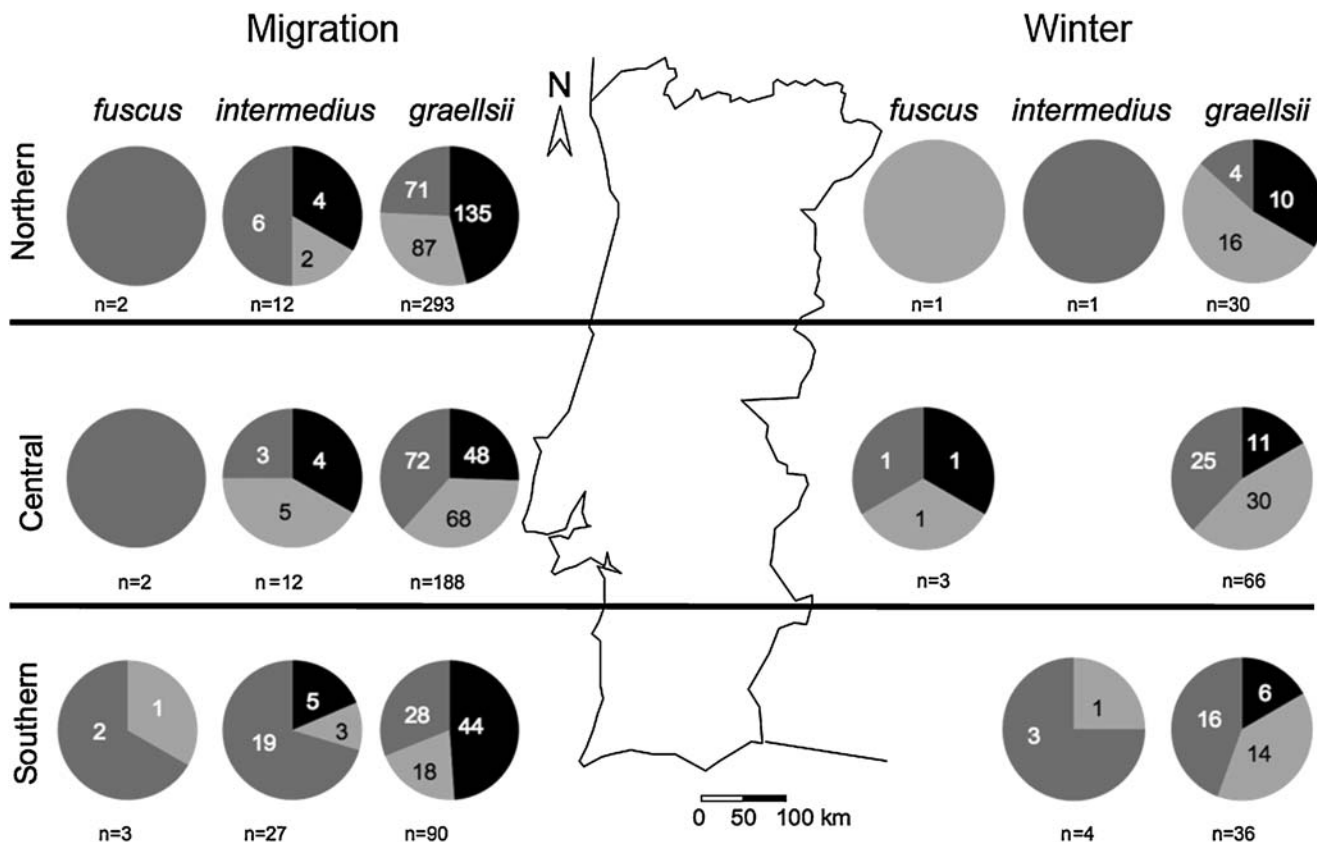 Migration
Winter
N
fuscus intermedius graellsii
fuscus intermedius graellsii
Northern
6 4 2
71 135 87
4 10 16
n=2 n=12 n=293
n=1 n=1 n=30
Central
3 4 5
72 48 68
1 1 1
25 11 30
n=2 n=12 n=188
n=3 n=66
Southern
2 1
19 5 3
28 44 18
3 1
16 6 14
0 50 100 km
n=3 n=27 n=90
n=4 n=36